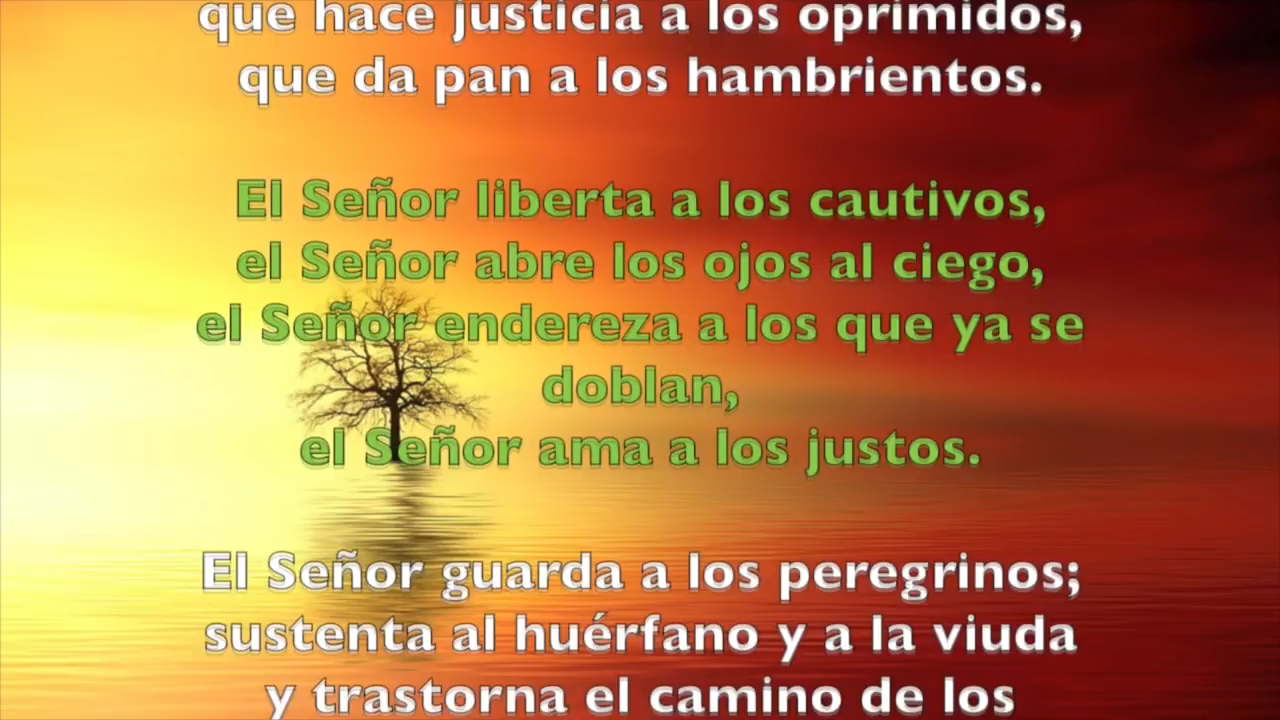 que hace justicia a los oprimidos,
que da pan a los hambrientos.
El Señor liberta a los cautivos,
el Señor abre los ojos al ciego,
el Señor endereza a los que ya se
doblan,
el Señor ama a los justos.
El Señor guarda a los peregrinos;
sustenta al huérfano y a la viuda
y trastorna el camino de los